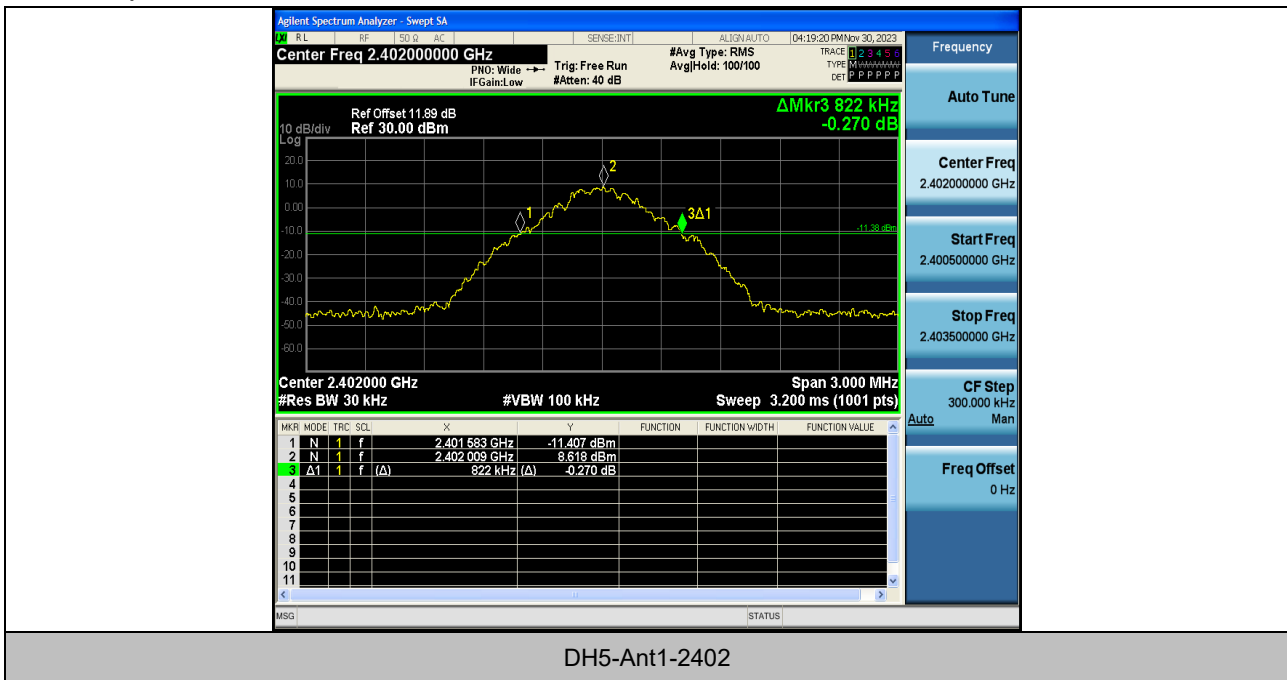 Agilent Spectrum Analyzer - Swept SA
RL RF 50 Ω AC SENSE:INT ALIGN AUTO 04:19:20 PM Nov 30, 2023
Center Freq 2.402000000 GHz
PNO: Wide
IFGain:Low
Trig: Free Run
#Atten: 40 dB
#Avg Type: RMS
Avg|Hold: 100/100
TRACE 1 2 3 4 5 6
TYPE M
DET P P P P P P
Ref Offset 11.89 dB
10 dB/div Ref 30.00 dBm
Log
ΔMkr3 822 kHz
-0.270 dB
20.0
10.0
0.00
-10.0
-20.0
-30.0
-40.0
-50.0
-60.0
1
2
3Δ1
-11.38 dBm
Center 2.402000 GHz Span 3.000 MHz
#Res BW 30 kHz #VBW 100 kHz Sweep 3.200 ms (1001 pts)
MKR MODE TRC SCL X Y FUNCTION FUNCTION WIDTH FUNCTION VALUE
1 N 1 f 2.401 583 GHz -11.407 dBm
2 N 1 f 2.402 009 GHz 8.618 dBm
3 Δ1 1 f (Δ) 822 kHz (Δ) -0.270 dB
4
5
6
7
8
9
10
11
MSG STATUS
Frequency
Auto Tune
Center Freq
2.402000000 GHz
Start Freq
2.400500000 GHz
Stop Freq
2.403500000 GHz
CF Step
300.000 kHz
Auto Man
Freq Offset
0 Hz
DH5-Ant1-2402